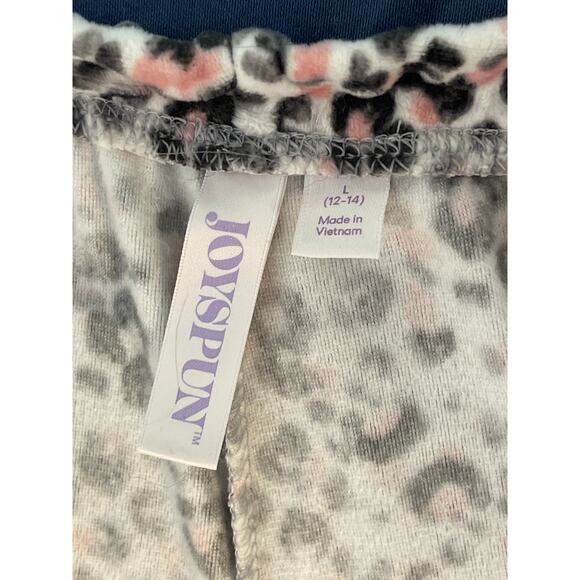 JOYSPUN™
L
(12-14)
Made in
Vietnam